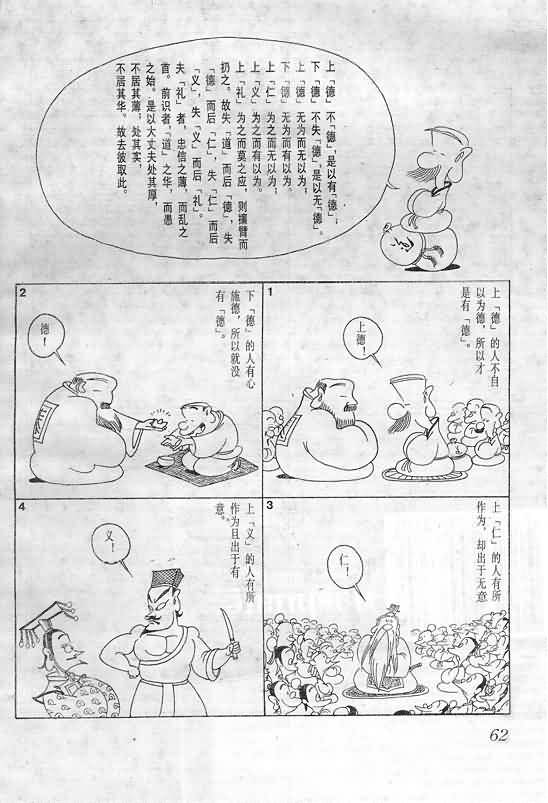 上「德」不「德」，是以有「德」；
下「德」不失「德」，是以无「德」。
上「德」无为而无以为；
下「德」无为而有以为。
上「仁」为之而无以为；
上「义」为之而有以为。
上「礼」为之而莫之应，则攘臂而
扔之。故失「道」而后「德」，失
「德」而后「仁」，失「仁」而后
「义」，失「义」而后「礼」。
夫「礼」者，忠信之薄，而乱之
首。前识者「道」之华，而愚
之始。是以大丈夫处其厚，
不居其薄；处其实，
不居其华。故去彼取此。
1
上「德」的人不自
以为德，所以才
是有「德」。
上德！
2
下「德」的人有心
施德，所以就没
有「德」。
德！
3
上「仁」的人有所
作为，却出于无意
仁！
4
上「义」的人有所
作为且出于有
意。
义！
62